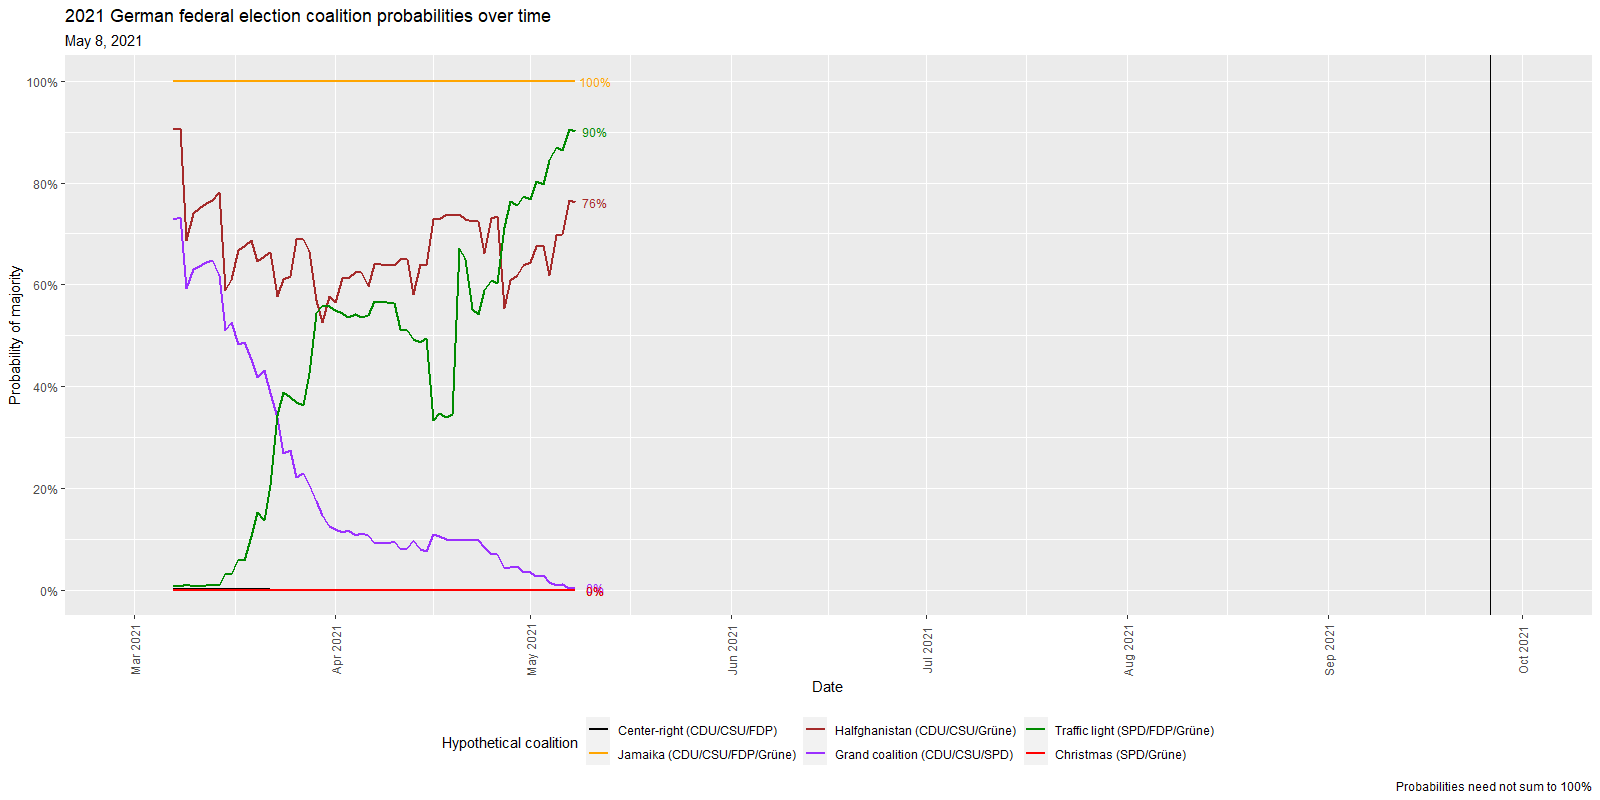 2021 German federal election coalition probabilities over time
May 8, 2021
Probability of majority
100%
80%
60%
40%
20%
0%
100%
90%
76%
0%
0%
Mar 2021
Apr 2021
May 2021
Jun 2021
Jul 2021
Aug 2021
Sep 2021
Oct 2021
Date
Hypothetical coalition
Center-right (CDU/CSU/FDP)
Halfghanistan (CDU/CSU/Grüne)
Traffic light (SPD/FDP/Grüne)
Jamaika (CDU/CSU/FDP/Grüne)
Grand coalition (CDU/CSU/SPD)
Christmas (SPD/Grüne)
Probabilities need not sum to 100%